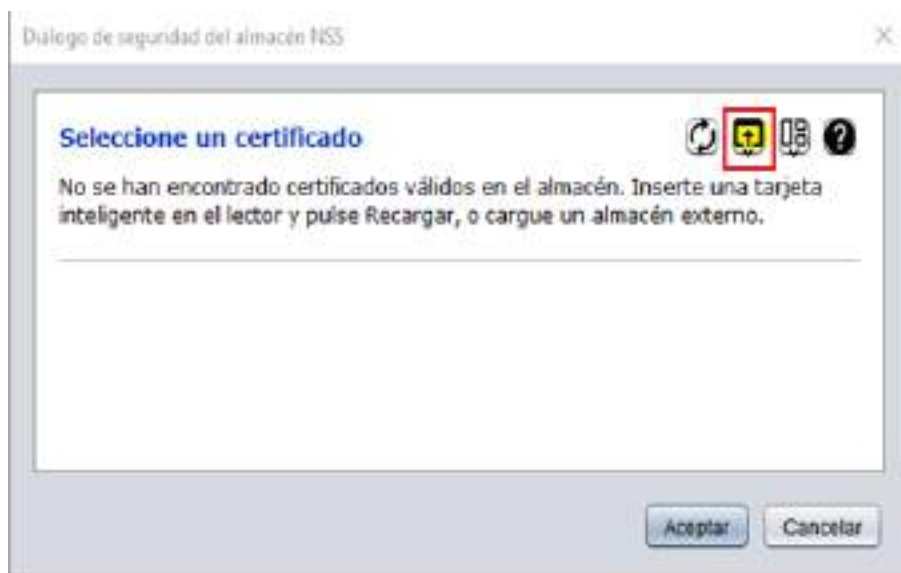 Diálogo de seguridad del almacén NSS
Seleccione un certificado
No se han encontrado certificados válidos en el almacén. Inserte una tarjeta
inteligente en el lector y pulse Recargar, o cargue un almacén externo.
Aceptar
Cancelar